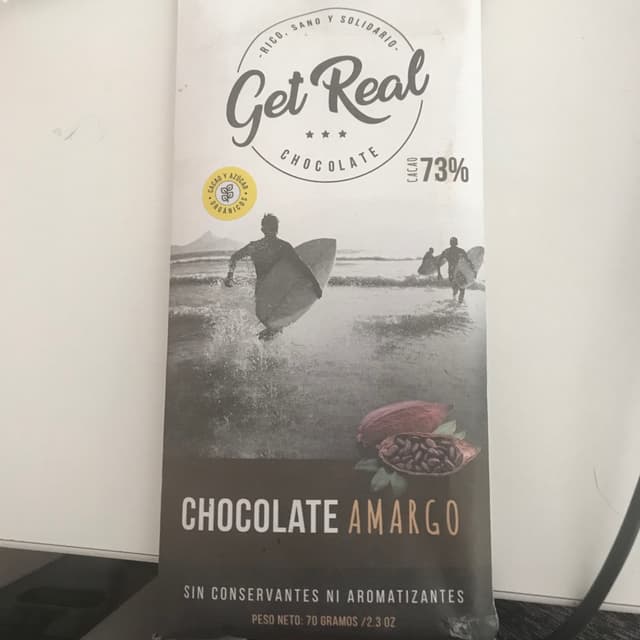 ·RICO, SANO Y SOLIDARIO·
Get Real
CHOCOLATE
CACAO 73%
CACAO Y AZÚCAR
·ORGÁNICOS·
CHOCOLATE AMARGO
SIN CONSERVANTES NI AROMATIZANTES
PESO NETO: 70 GRAMOS /2.3 OZ